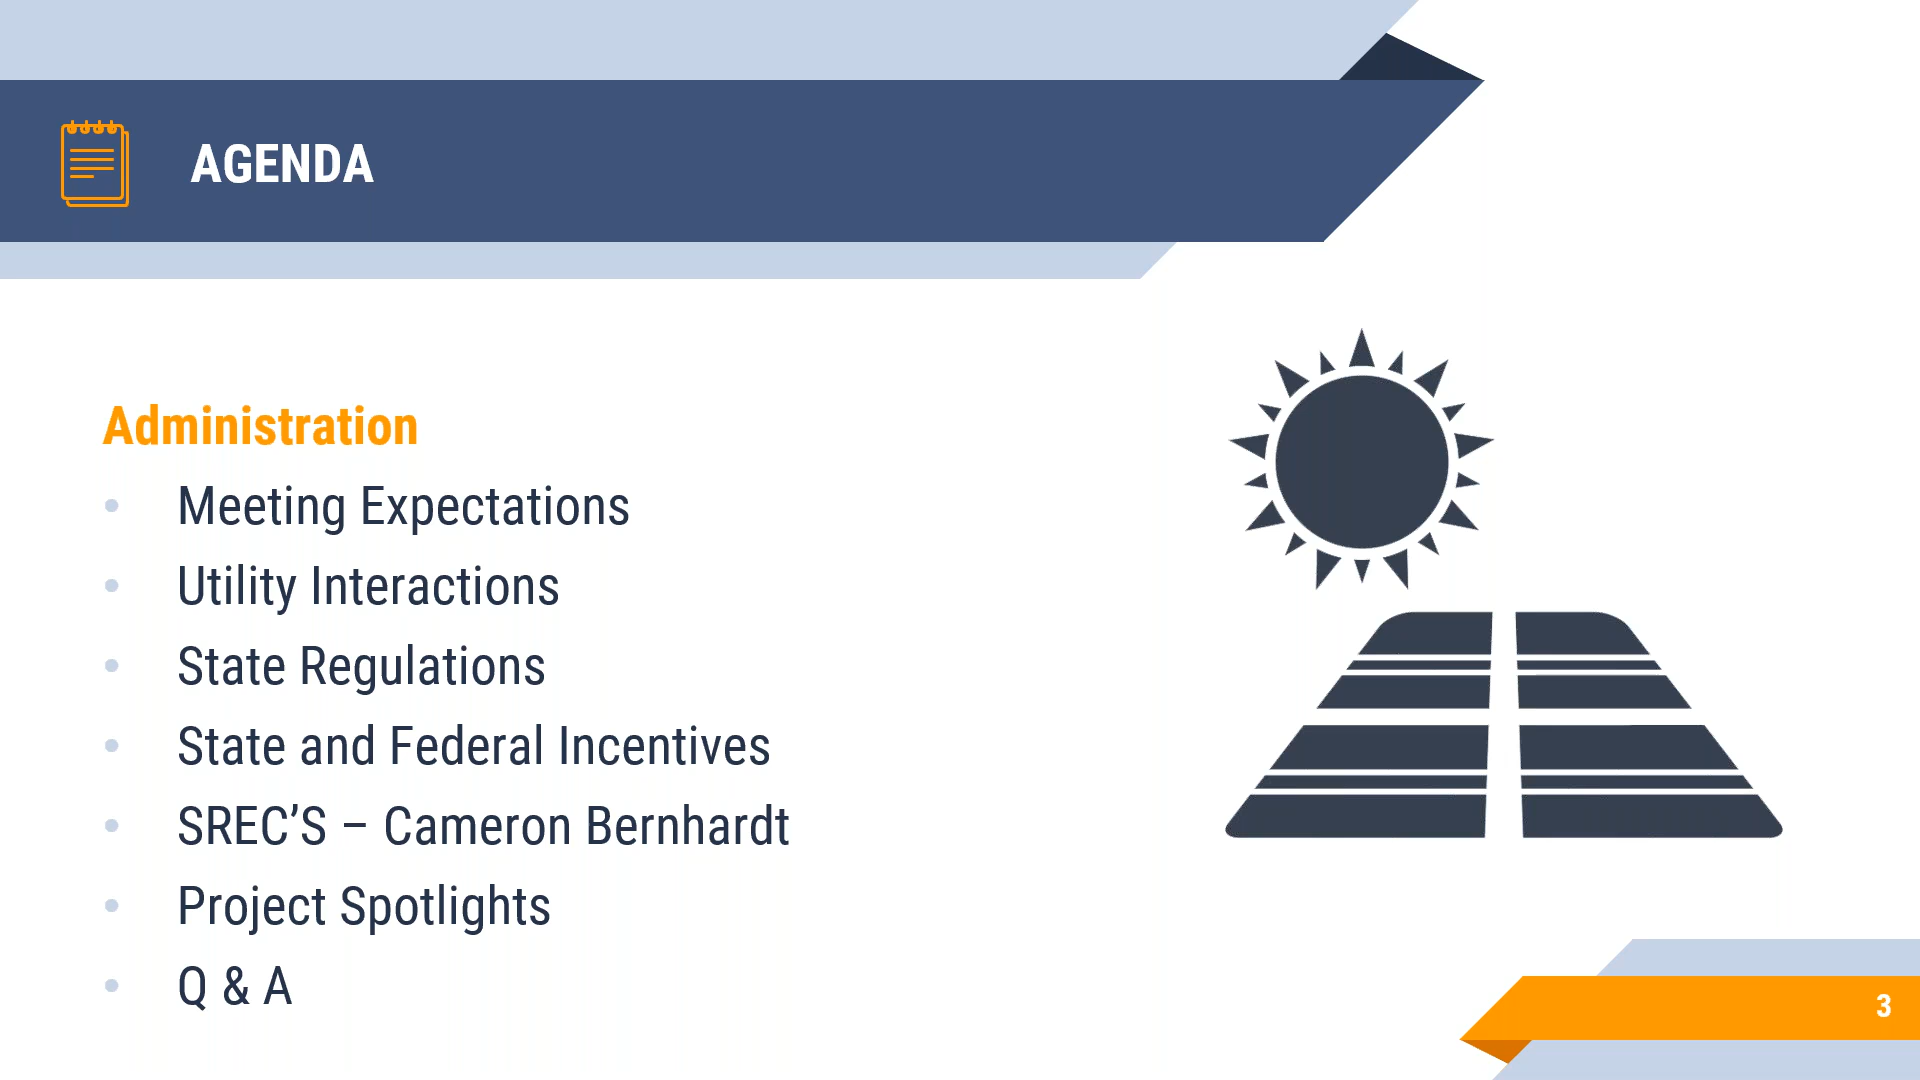 AGENDA
Administration
• Meeting Expectations
• Utility Interactions
• State Regulations
• State and Federal Incentives
• SREC’S – Cameron Bernhardt
• Project Spotlights
• Q & A
3